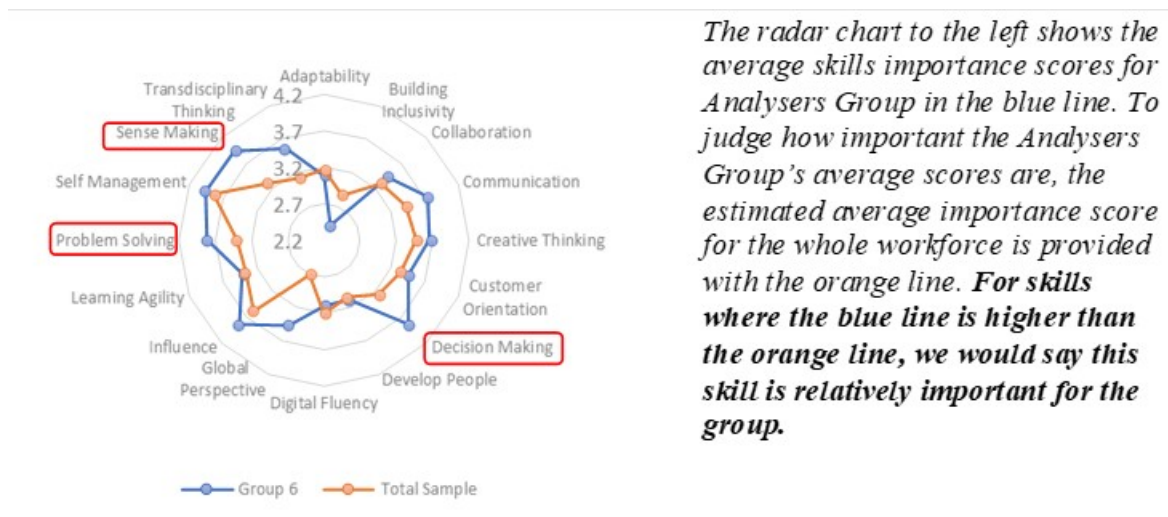 Adaptability
Transdisciplinary
Thinking
Building
Inclusivity
4.2
3.7
3.2
2.7
2.2
Sense Making
Collaboration
Self Management
Communication
Problem Solving
Creative Thinking
Learning Agility
Customer
Orientation
Influence
Decision Making
Global
Perspective
Develop People
Digital Fluency
Group 6
Total Sample
The radar chart to the left shows the
average skills importance scores for
Analysers Group in the blue line. To
judge how important the Analysers
Group's average scores are, the
estimated average importance score
for the whole workforce is provided
with the orange line. For skills
where the blue line is higher than
the orange line, we would say this
skill is relatively important for the
group.